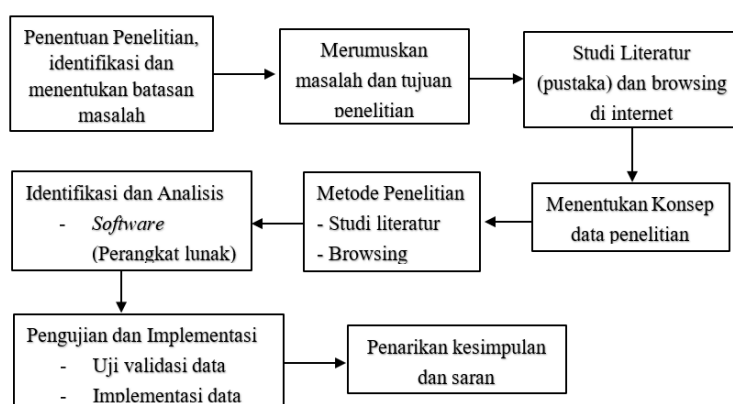 Penentuan Penelitian,
identifikasi dan
menentukan batasan
masalah
Merumuskan
masalah dan tujuan
penelitian
Studi Literatur
(pustaka) dan browsing
di internet
Menentukan Konsep
data penelitian
Metode Penelitian
- Studi literatur
- Browsing
Identifikasi dan Analisis
- Software
(Perangkat lunak)
Pengujian dan Implementasi
- Uji validasi data
- Implementasi data
Penarikan kesimpulan
dan saran